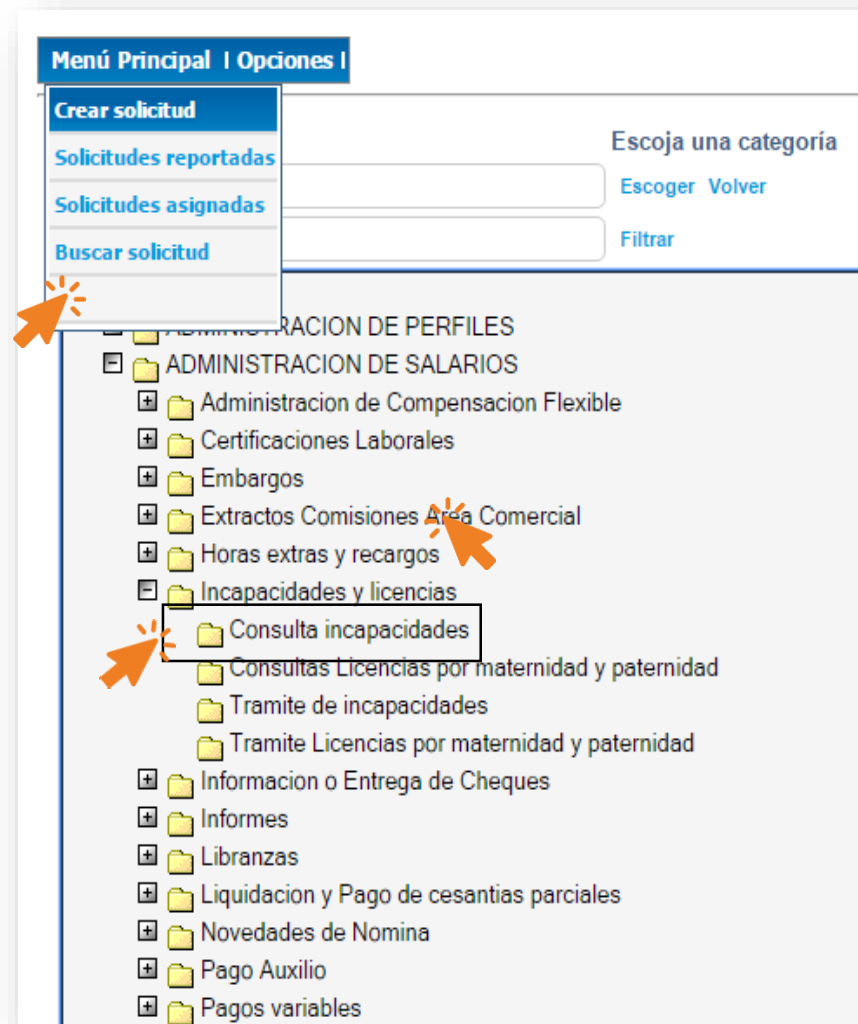 Menú Principal | Opciones |
Crear solicitud
Solicitudes reportadas
Solicitudes asignadas
Buscar solicitud
Escoja una categoría
Escoger Volver
Filtrar
ADMINISTRACION DE PERFILES
ADMINISTRACION DE SALARIOS
Administracion de Compensacion Flexible
Certificaciones Laborales
Embargos
Extractos Comisiones Area Comercial
Horas extras y recargos
Incapacidades y licencias
Consulta incapacidades
Consultas Licencias por maternidad y paternidad
Tramite de incapacidades
Tramite Licencias por maternidad y paternidad
Informacion o Entrega de Cheques
Informes
Libranzas
Liquidacion y Pago de cesantias parciales
Novedades de Nomina
Pago Auxilio
Pagos variables